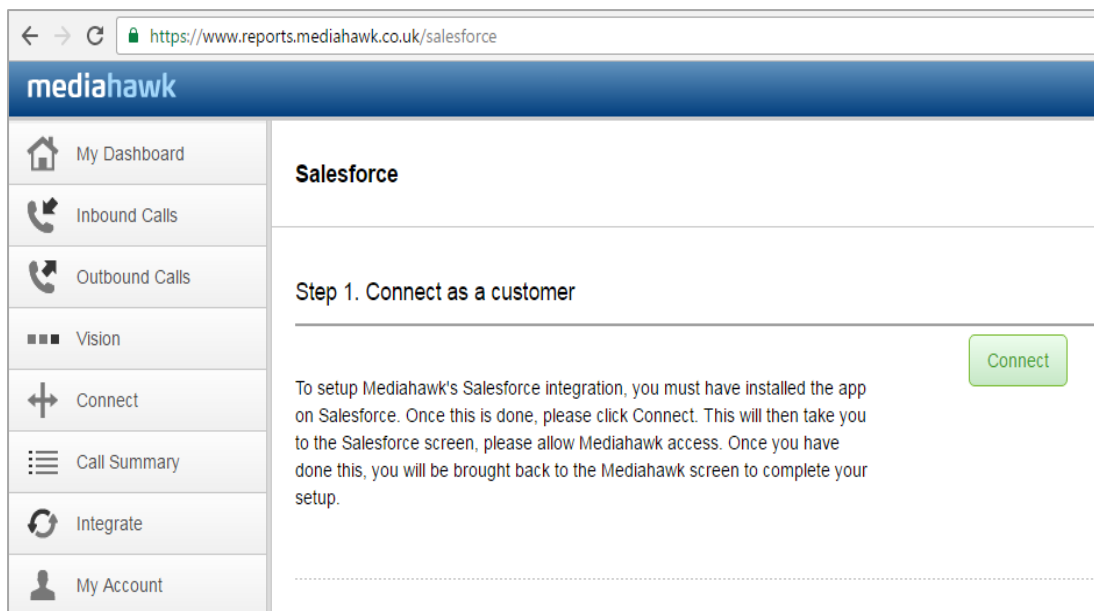 https://www.reports.mediahawk.co.uk/salesforce
mediahawk
My Dashboard
Inbound Calls
Outbound Calls
Vision
Connect
Call Summary
Integrate
My Account
Salesforce
Step 1. Connect as a customer
Connect
To setup Mediahawk's Salesforce integration, you must have installed the app
on Salesforce. Once this is done, please click Connect. This will then take you
to the Salesforce screen, please allow Mediahawk access. Once you have
done this, you will be brought back to the Mediahawk screen to complete your
setup.